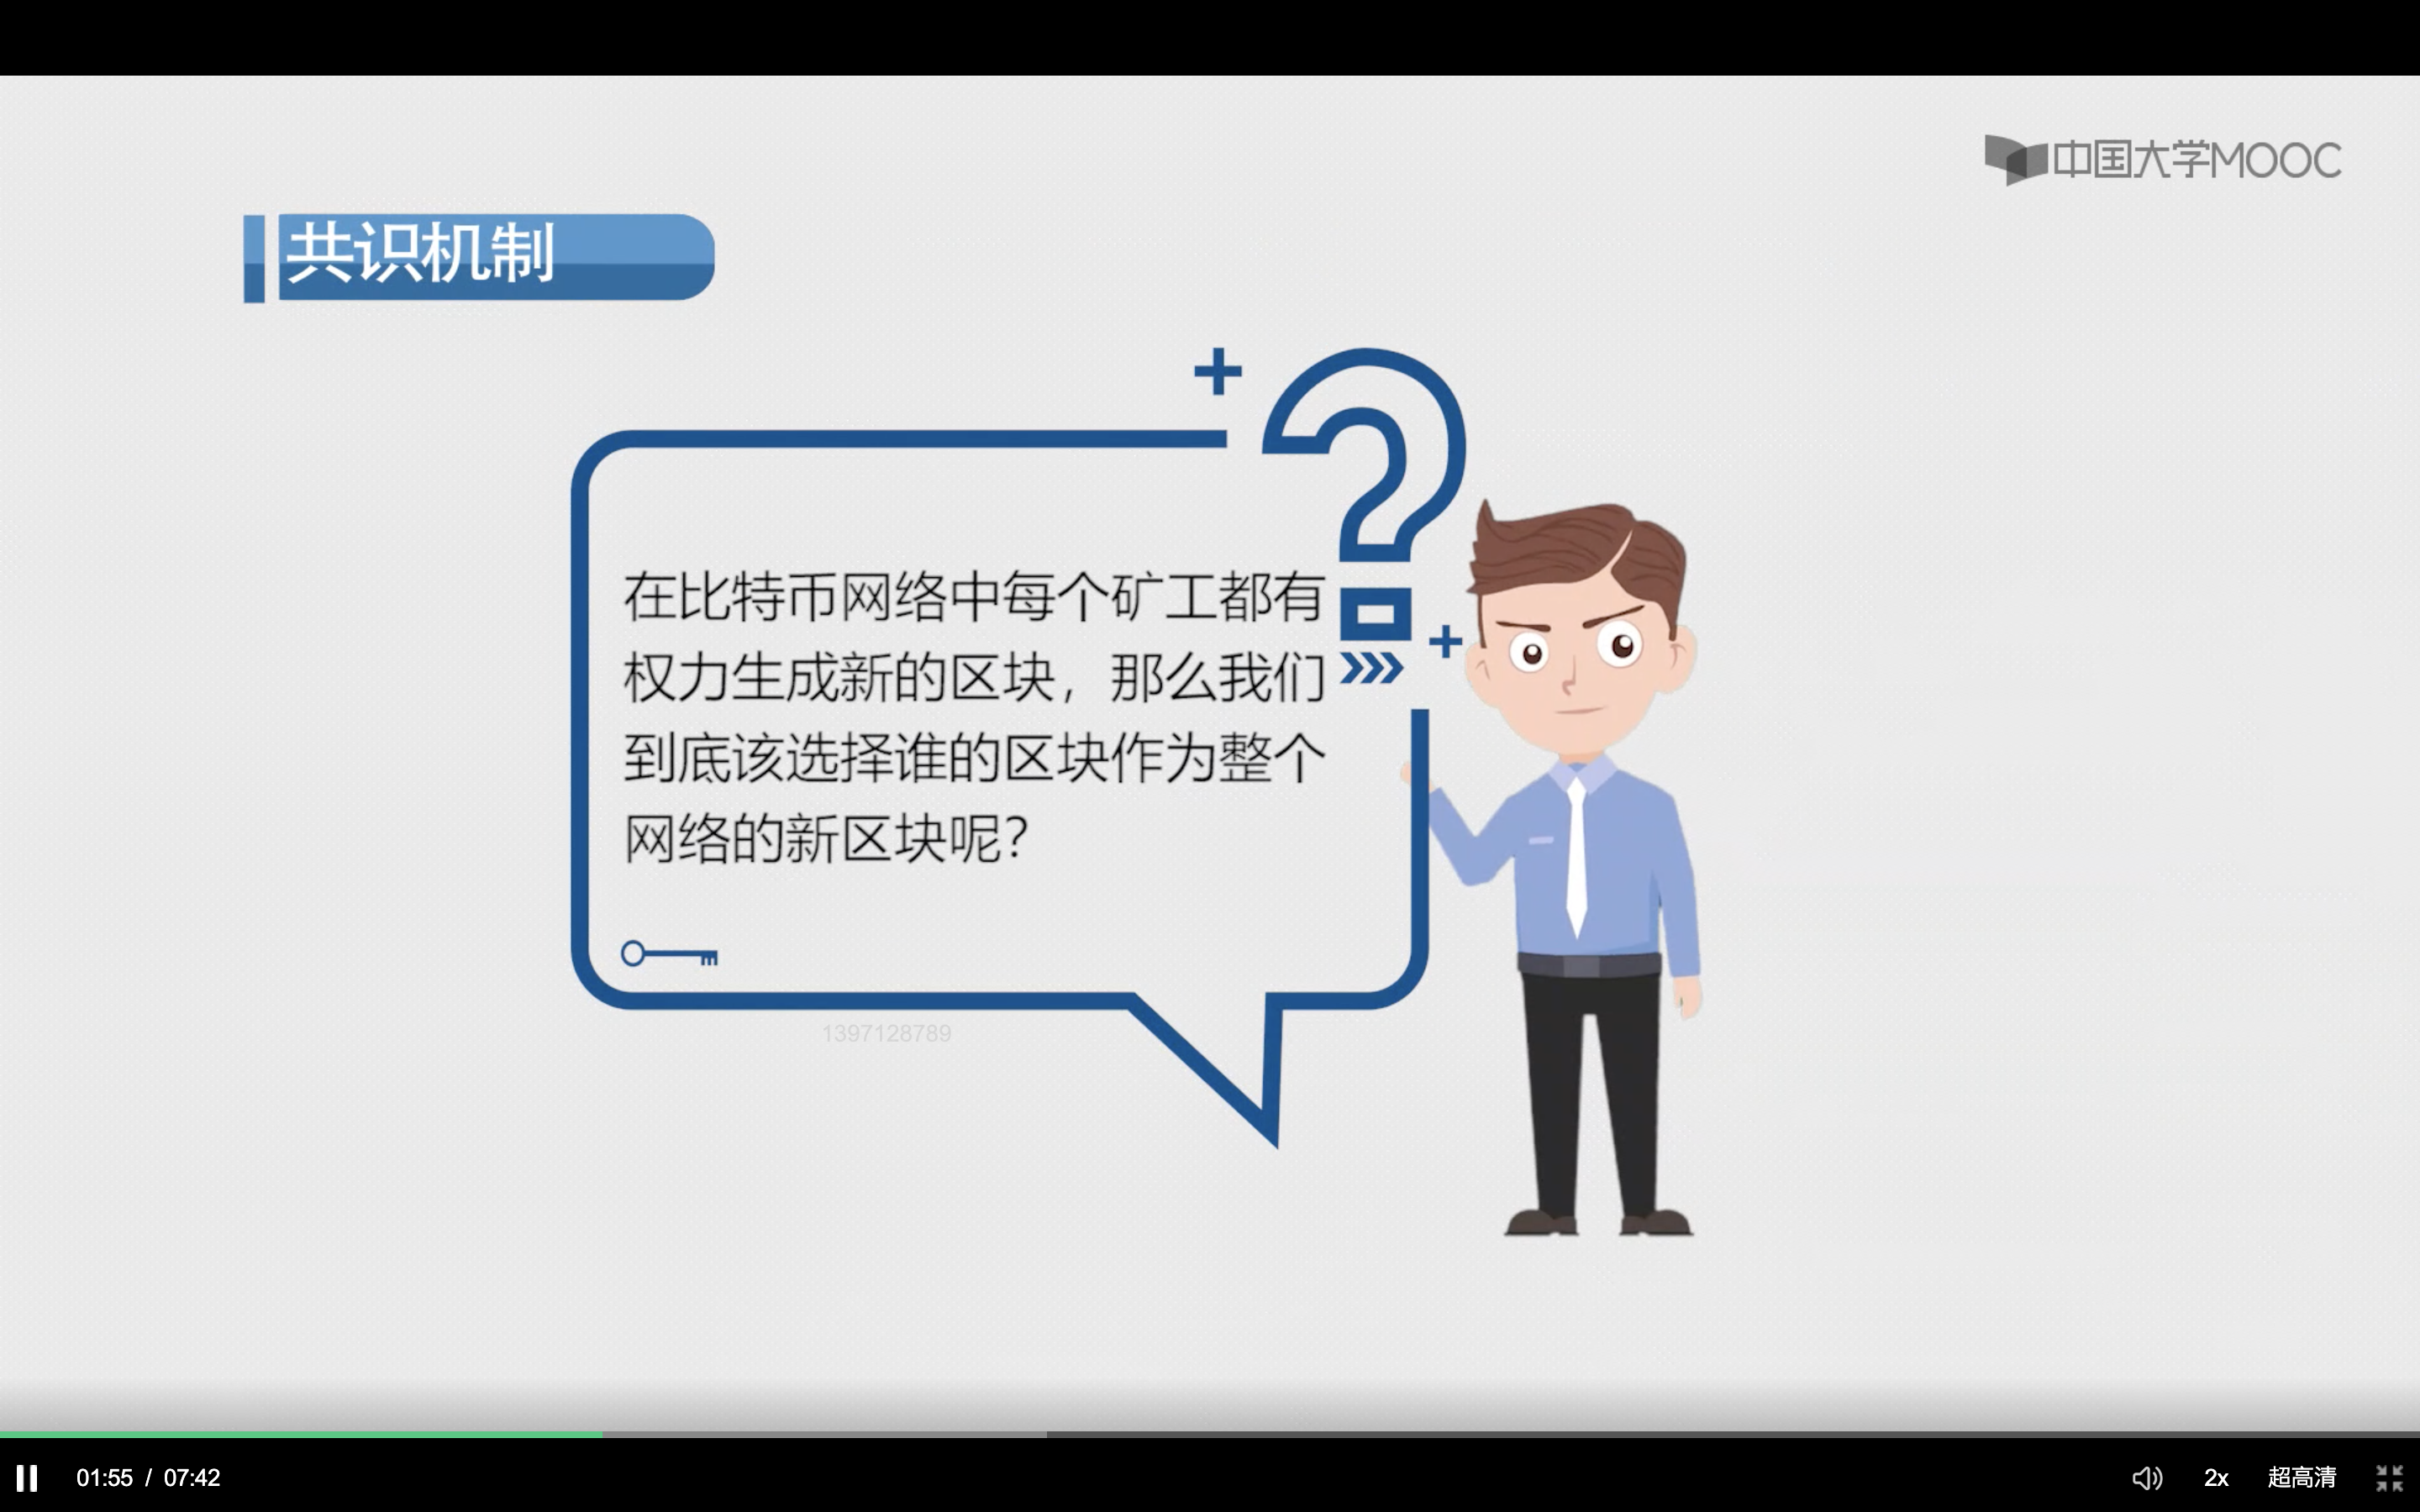 中国大学MOOC
共识机制
在比特币网络中每个矿工都有
权力生成新的区块，那么我们
到底该选择谁的区块作为整个
网络的新区块呢？
1397128789
01:55 / 07:42
2x
超高清